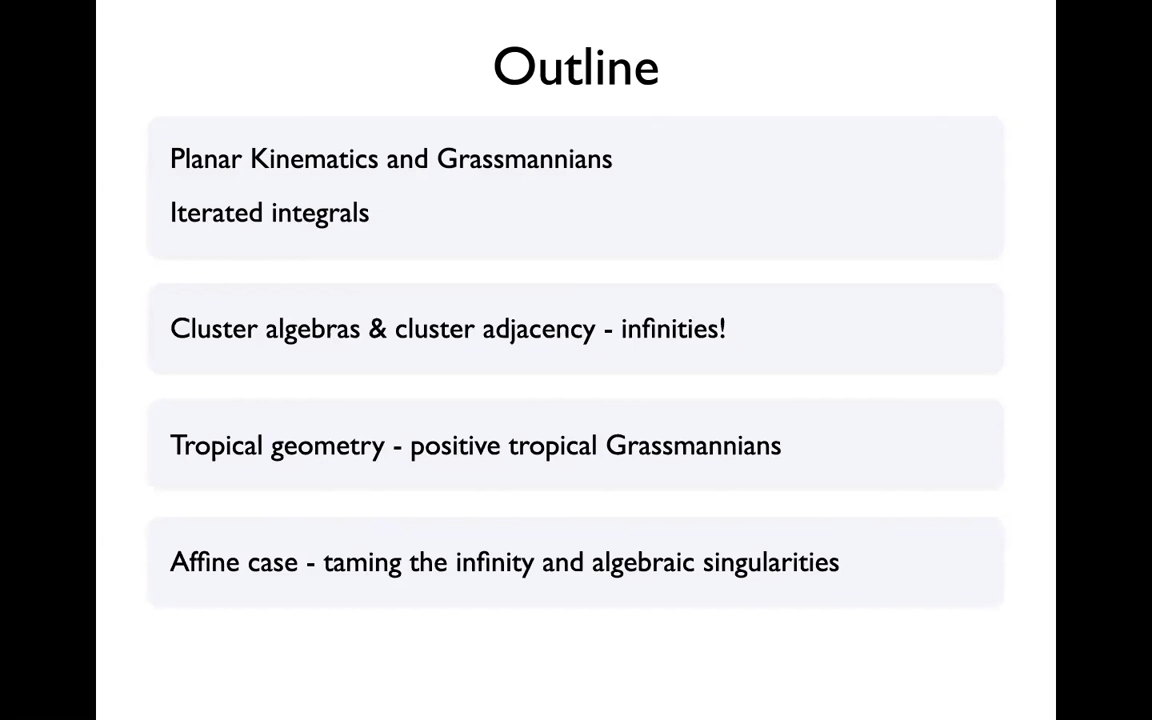 Outline
Planar Kinematics and Grassmannians
Iterated integrals
Cluster algebras & cluster adjacency - infinities!
Tropical geometry - positive tropical Grassmannians
Affine case - taming the infinity and algebraic singularities